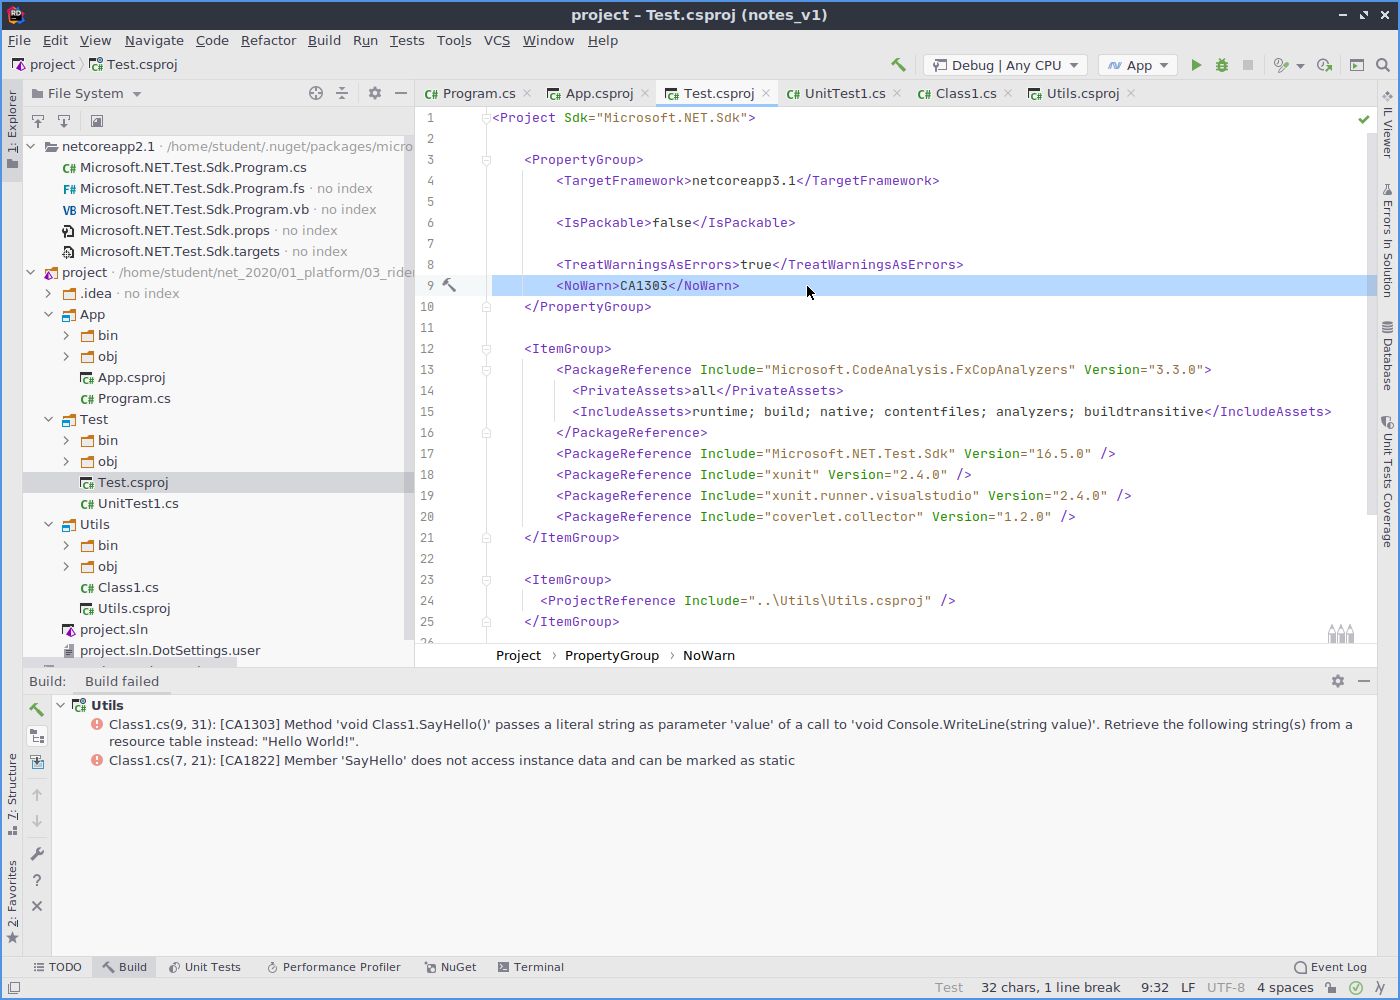 project – Test.csproj (notes_v1)
File Edit View Navigate Code Refactor Build Run Tests Tools VCS Window Help
project Test.csproj Debug | Any CPU App
1: Explorer
File System
Program.cs App.csproj Test.csproj UnitTest1.cs Class1.cs Utils.csproj
netcoreapp2.1 · /home/student/.nuget/packages/micro
Microsoft.NET.Test.Sdk.Program.cs
Microsoft.NET.Test.Sdk.Program.fs · no index
Microsoft.NET.Test.Sdk.Program.vb · no index
Microsoft.NET.Test.Sdk.props · no index
Microsoft.NET.Test.Sdk.targets · no index
project · /home/student/net_2020/01_platform/03_rider
.idea · no index
App
bin
obj
App.csproj
Program.cs
Test
bin
obj
Test.csproj
UnitTest1.cs
Utils
bin
obj
Class1.cs
Utils.csproj
project.sln
project.sln.DotSettings.user
1 <Project Sdk="Microsoft.NET.Sdk">
2
3 <PropertyGroup>
4 <TargetFramework>netcoreapp3.1</TargetFramework>
5
6 <IsPackable>false</IsPackable>
7
8 <TreatWarningsAsErrors>true</TreatWarningsAsErrors>
9 <NoWarn>CA1303</NoWarn>
10 </PropertyGroup>
11
12 <ItemGroup>
13 <PackageReference Include="Microsoft.CodeAnalysis.FxCopAnalyzers" Version="3.3.0">
14 <PrivateAssets>all</PrivateAssets>
15 <IncludeAssets>runtime; build; native; contentfiles; analyzers; buildtransitive</IncludeAssets>
16 </PackageReference>
17 <PackageReference Include="Microsoft.NET.Test.Sdk" Version="16.5.0" />
18 <PackageReference Include="xunit" Version="2.4.0" />
19 <PackageReference Include="xunit.runner.visualstudio" Version="2.4.0" />
20 <PackageReference Include="coverlet.collector" Version="1.2.0" />
21 </ItemGroup>
22
23 <ItemGroup>
24 <ProjectReference Include="..\Utils\Utils.csproj" />
25 </ItemGroup>
26
Project › PropertyGroup › NoWarn
IL Viewer
Errors In Solution
Database
Unit Tests Coverage
Build: Build failed
Utils
Class1.cs(9, 31): [CA1303] Method 'void Class1.SayHello()' passes a literal string as parameter 'value' of a call to 'void Console.WriteLine(string value)'. Retrieve the following string(s) from a
resource table instead: "Hello World!".
Class1.cs(7, 21): [CA1822] Member 'SayHello' does not access instance data and can be marked as static
7: Structure
2: Favorites
TODO Build Unit Tests Performance Profiler NuGet Terminal Event Log
Test 32 chars, 1 line break 9:32 LF UTF-8 4 spaces